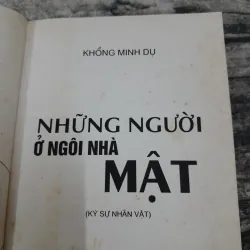 KHỔNG MINH DỤ
NHỮNG NGƯỜI
Ở NGÔI NHÀ
MẬT
(KÝ SỰ NHÂN VẬT)